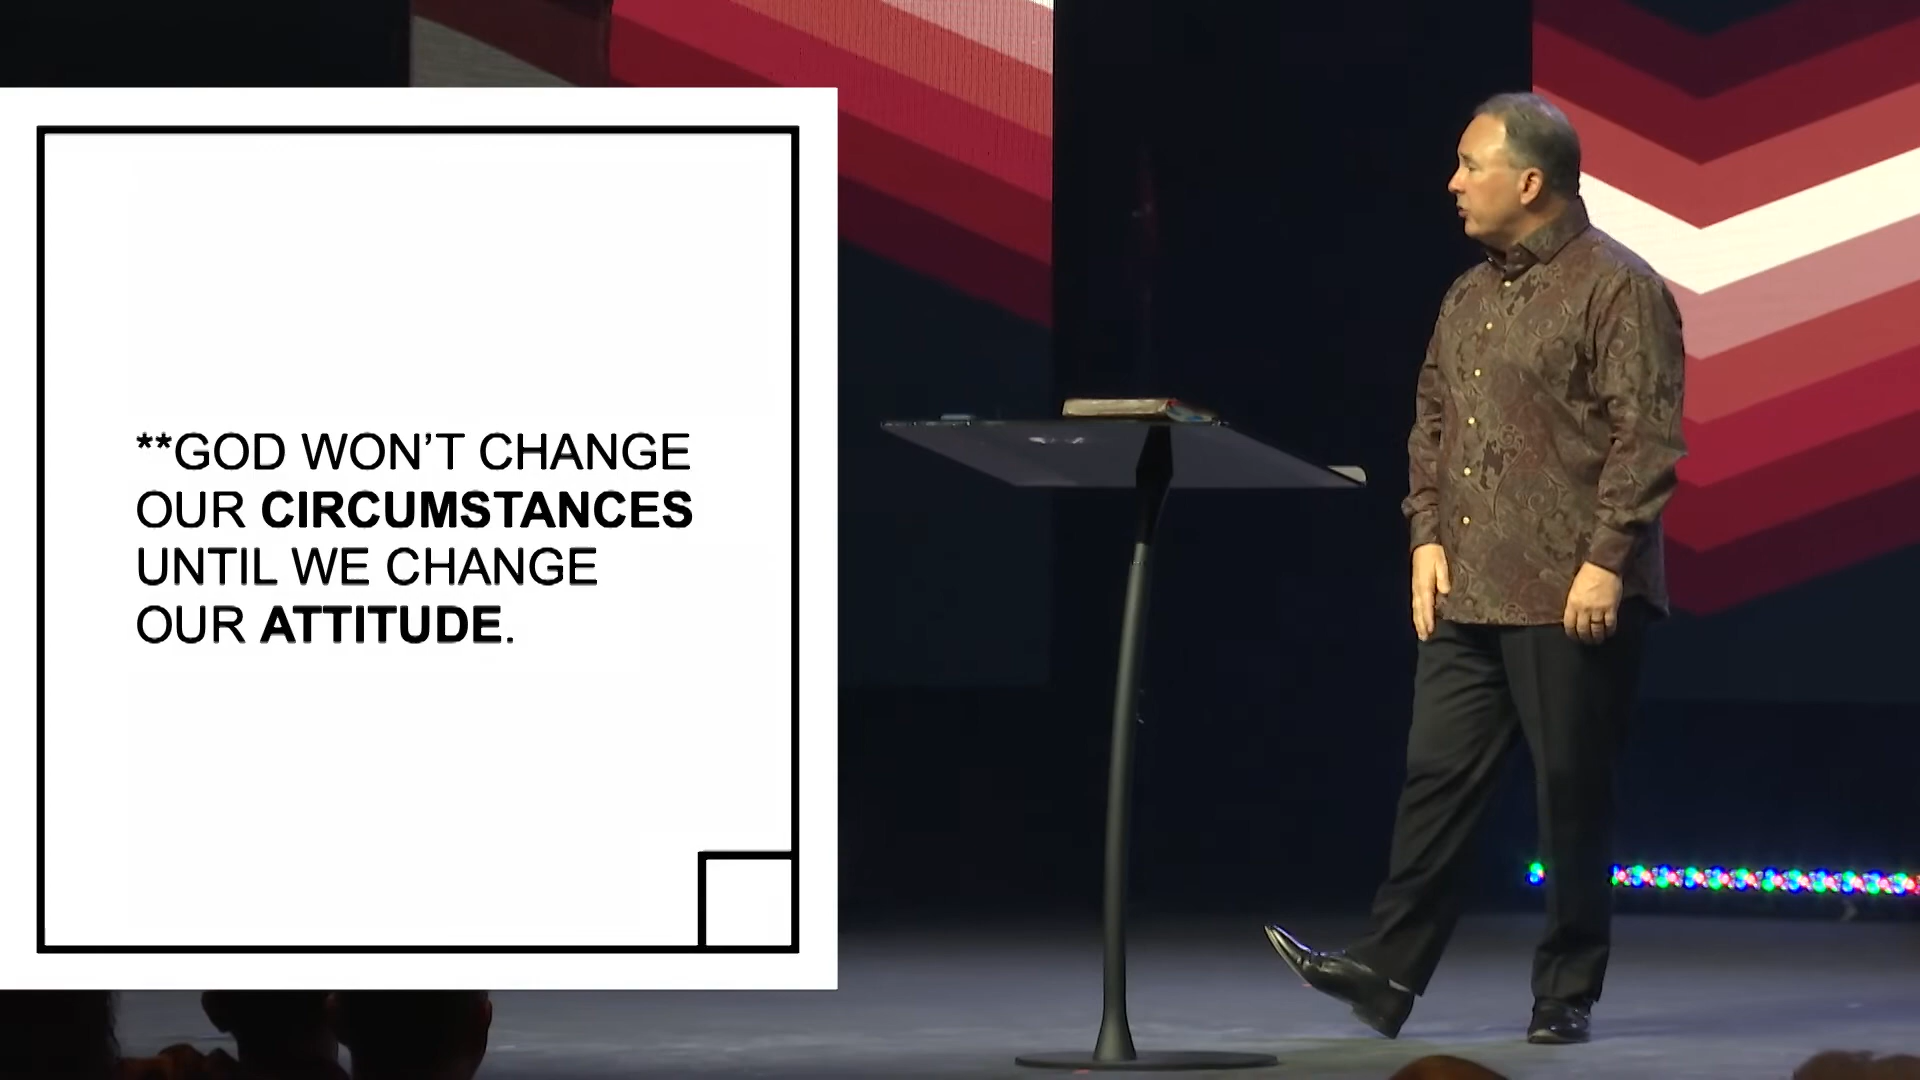 **GOD WON’T CHANGE
OUR CIRCUMSTANCES
UNTIL WE CHANGE
OUR ATTITUDE.